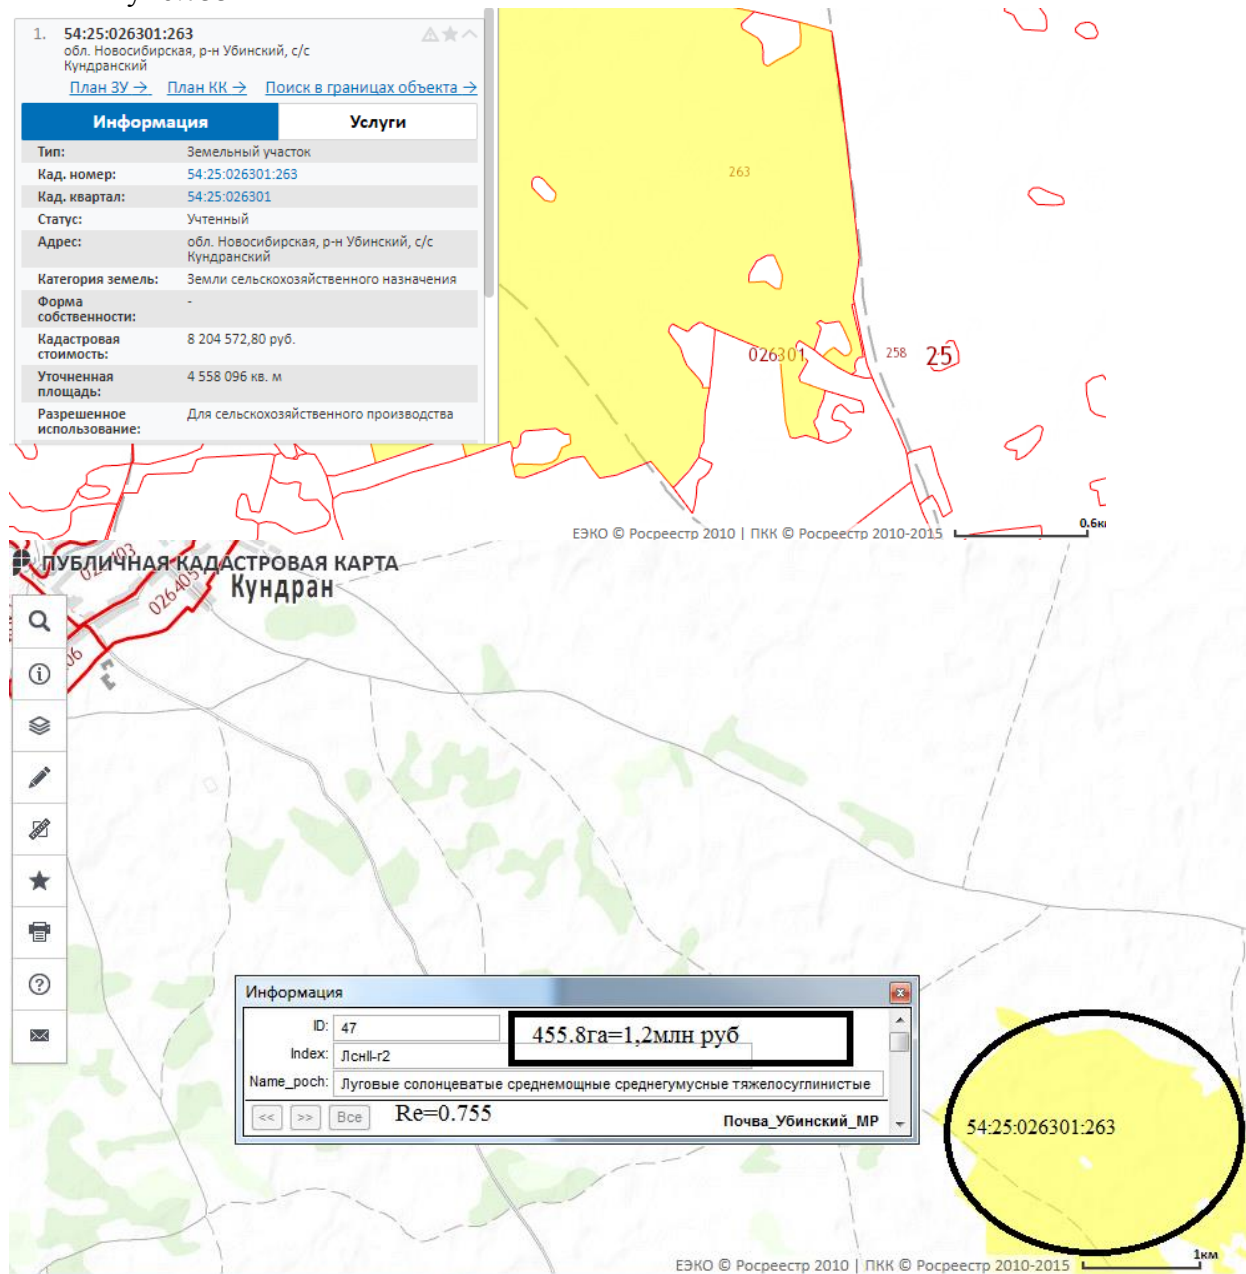 1. 54:25:026301:263
обл. Новосибирская, р-н Убинский, с/с
Кундранский
План ЗУ → План КК → Поиск в границах объекта →
Информация Услуги
Тип: Земельный участок
Кад. номер: 54:25:026301:263
Кад. квартал: 54:25:026301
Статус: Учтенный
Адрес: обл. Новосибирская, р-н Убинский, с/с
Кундранский
Категория земель: Земли сельскохозяйственного назначения
Форма -
собственности:
Кадастровая 8 204 572,80 руб.
стоимость:
Уточненная 4 558 096 кв. м
площадь:
Разрешенное Для сельскохозяйственного производства
использование:
263
026301
258
25
ЕЭКО © Росреестр 2010 | ПКК © Росреестр 2010-2015
ПУБЛИЧНАЯ КАДАСТРОВАЯ КАРТА
026405
Кундран
Информация
ID: 47
455.8га=1,2млн руб
Index: ЛснII-г2
Name_poch: Луговые солонцеватые среднемощные среднегумусные тяжелосуглинистые
<< >> Все Re=0.755 Почва_Убинский_МР
54:25:026301:263
1км
ЕЭКО © Росреестр 2010 | ПКК © Росреестр 2010-2015